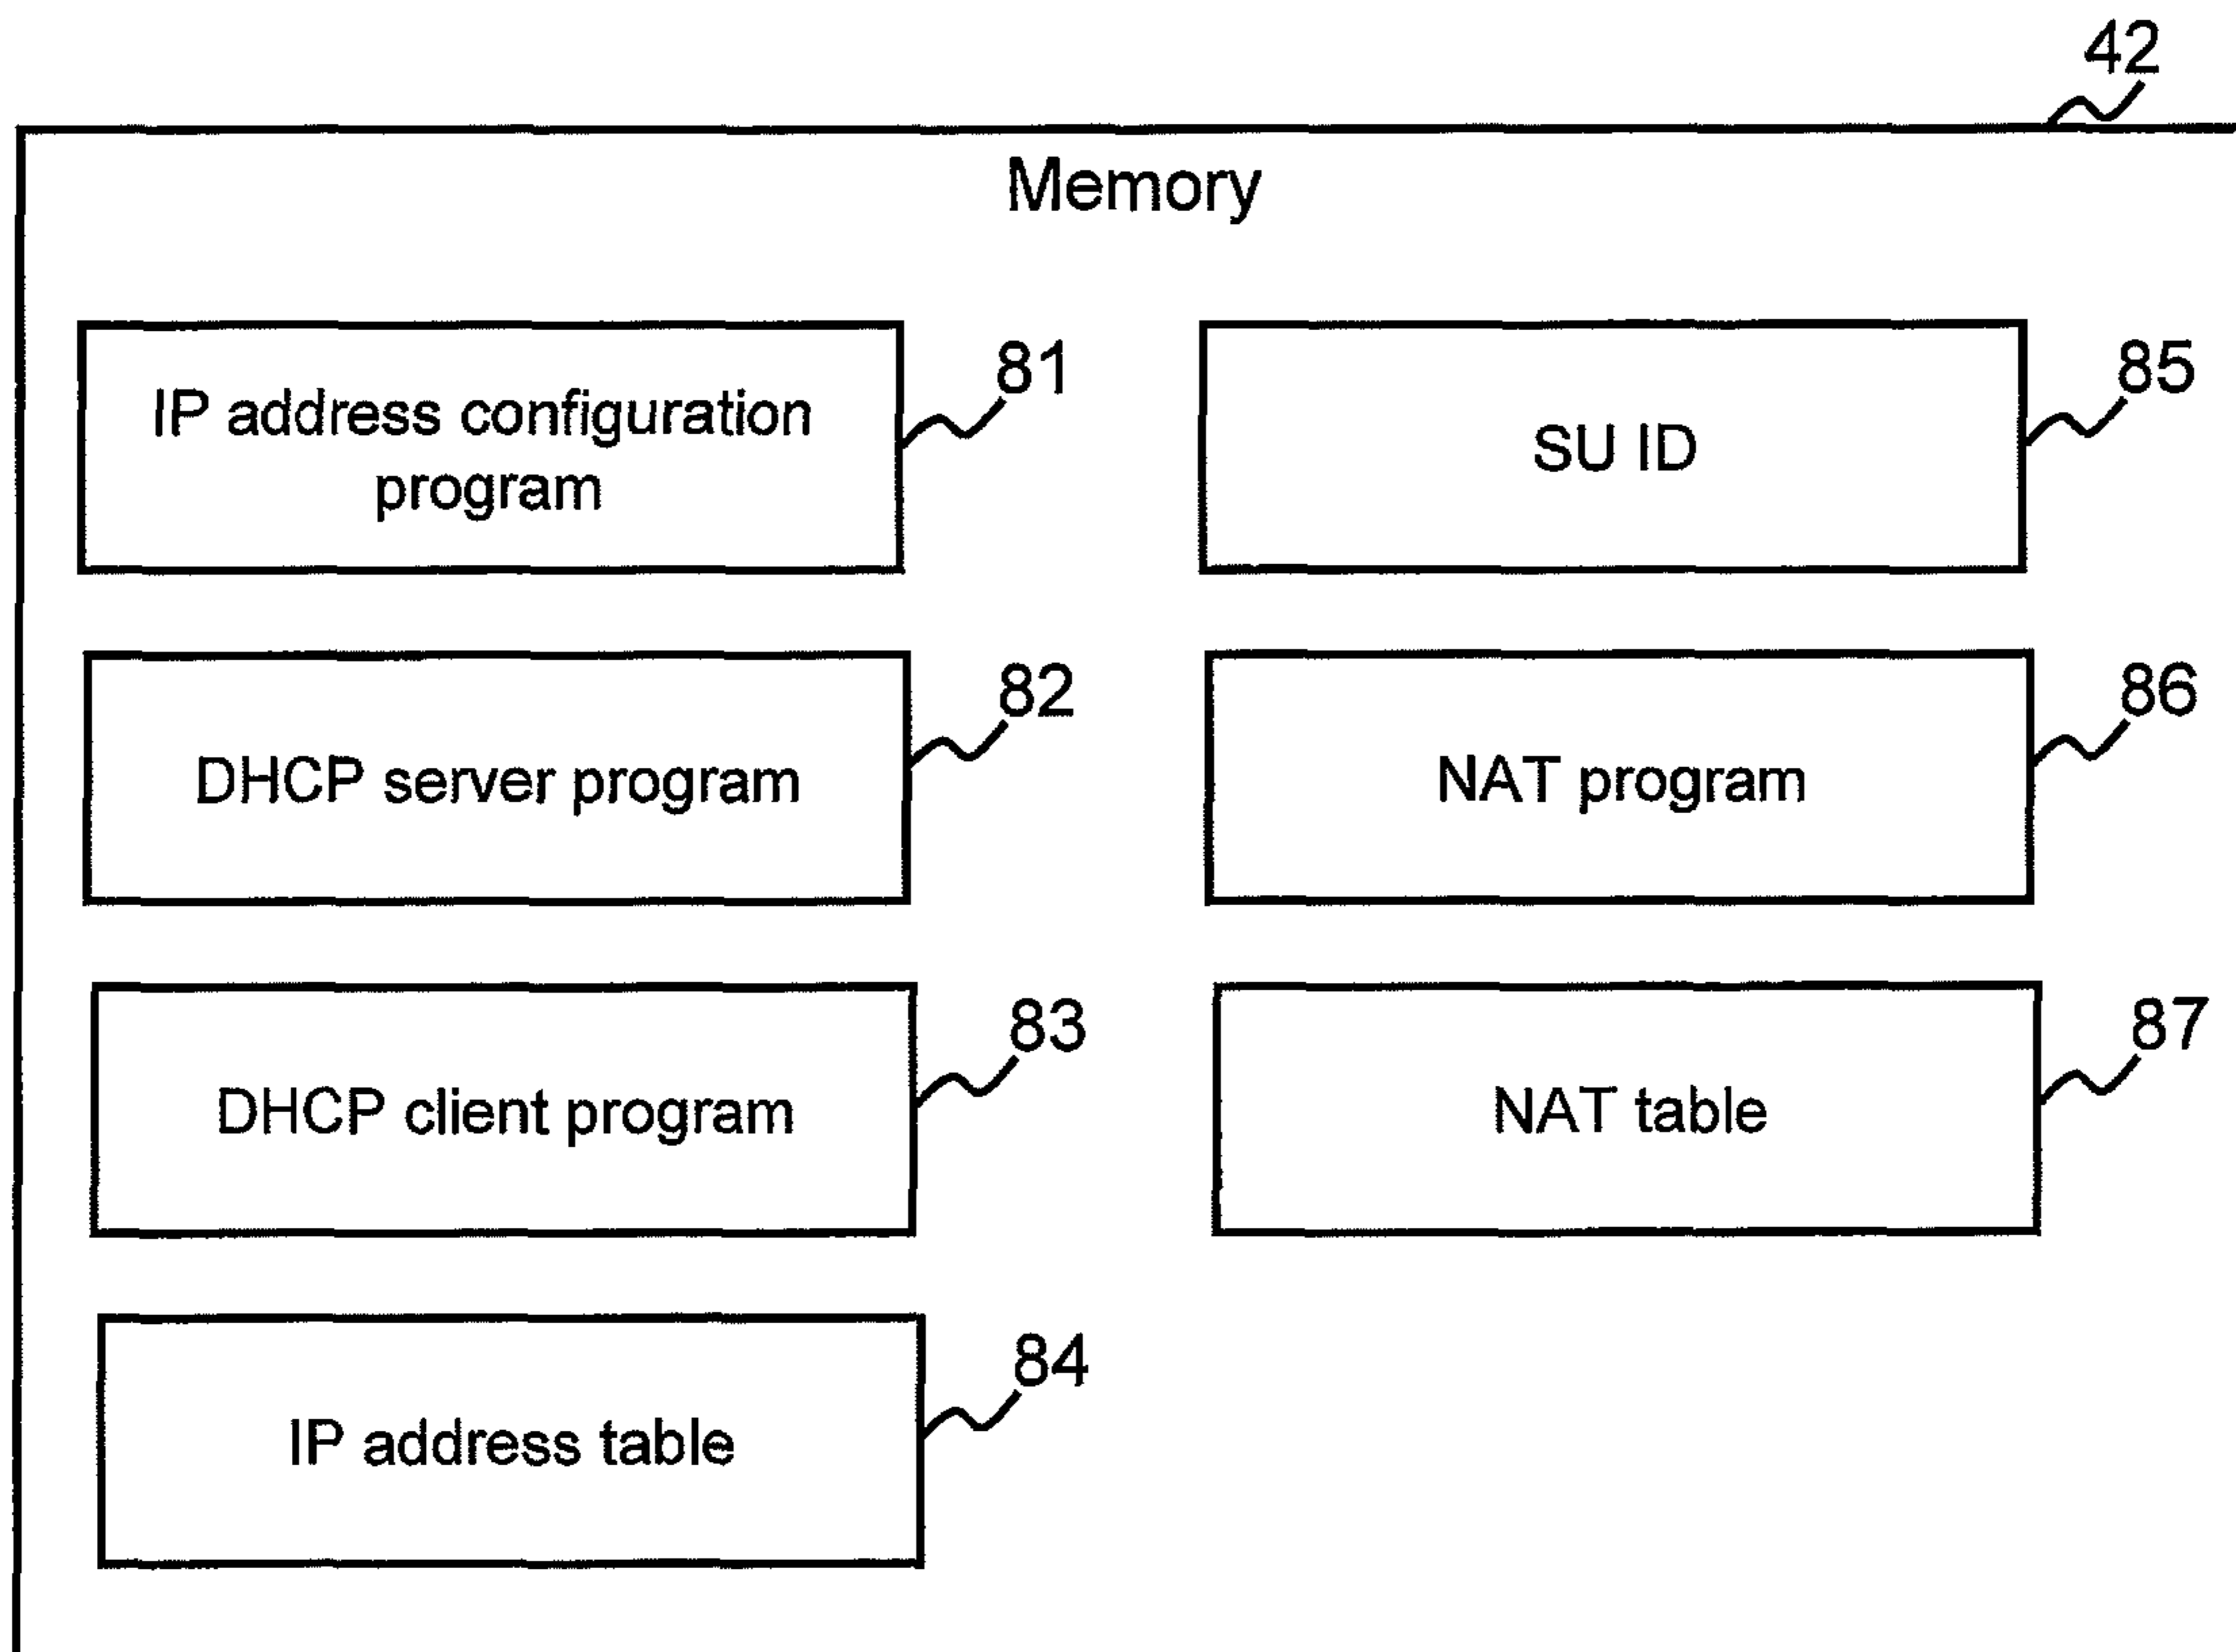 42
Memory
IP address configuration
program
81
SU ID
85
DHCP server program
82
NAT program
86
DHCP client program
83
NAT table
87
IP address table
84